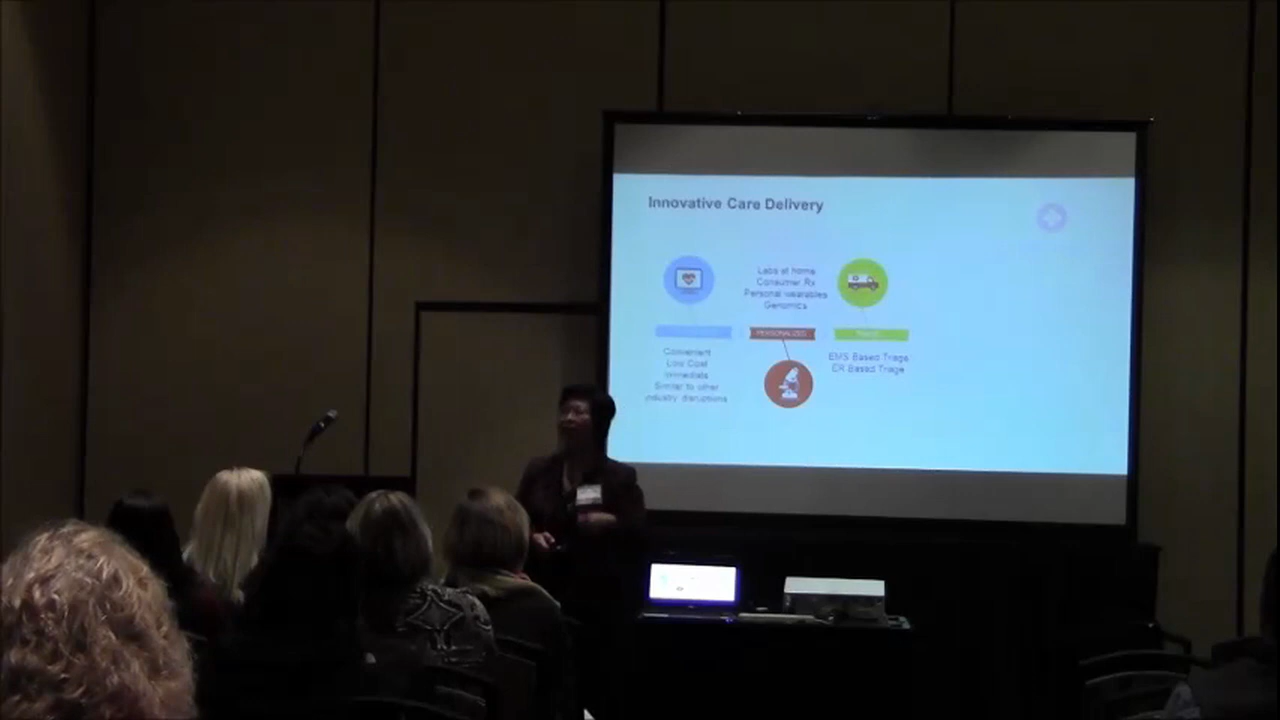 Innovative Care Delivery
Convenient
Low Cost
Immediate
Similar to other
industry disruptions
Labs at home
Consumer Rx
Personal wearables
Genomics
PERSONALIZED
EMS Based Triage
ER Based Triage